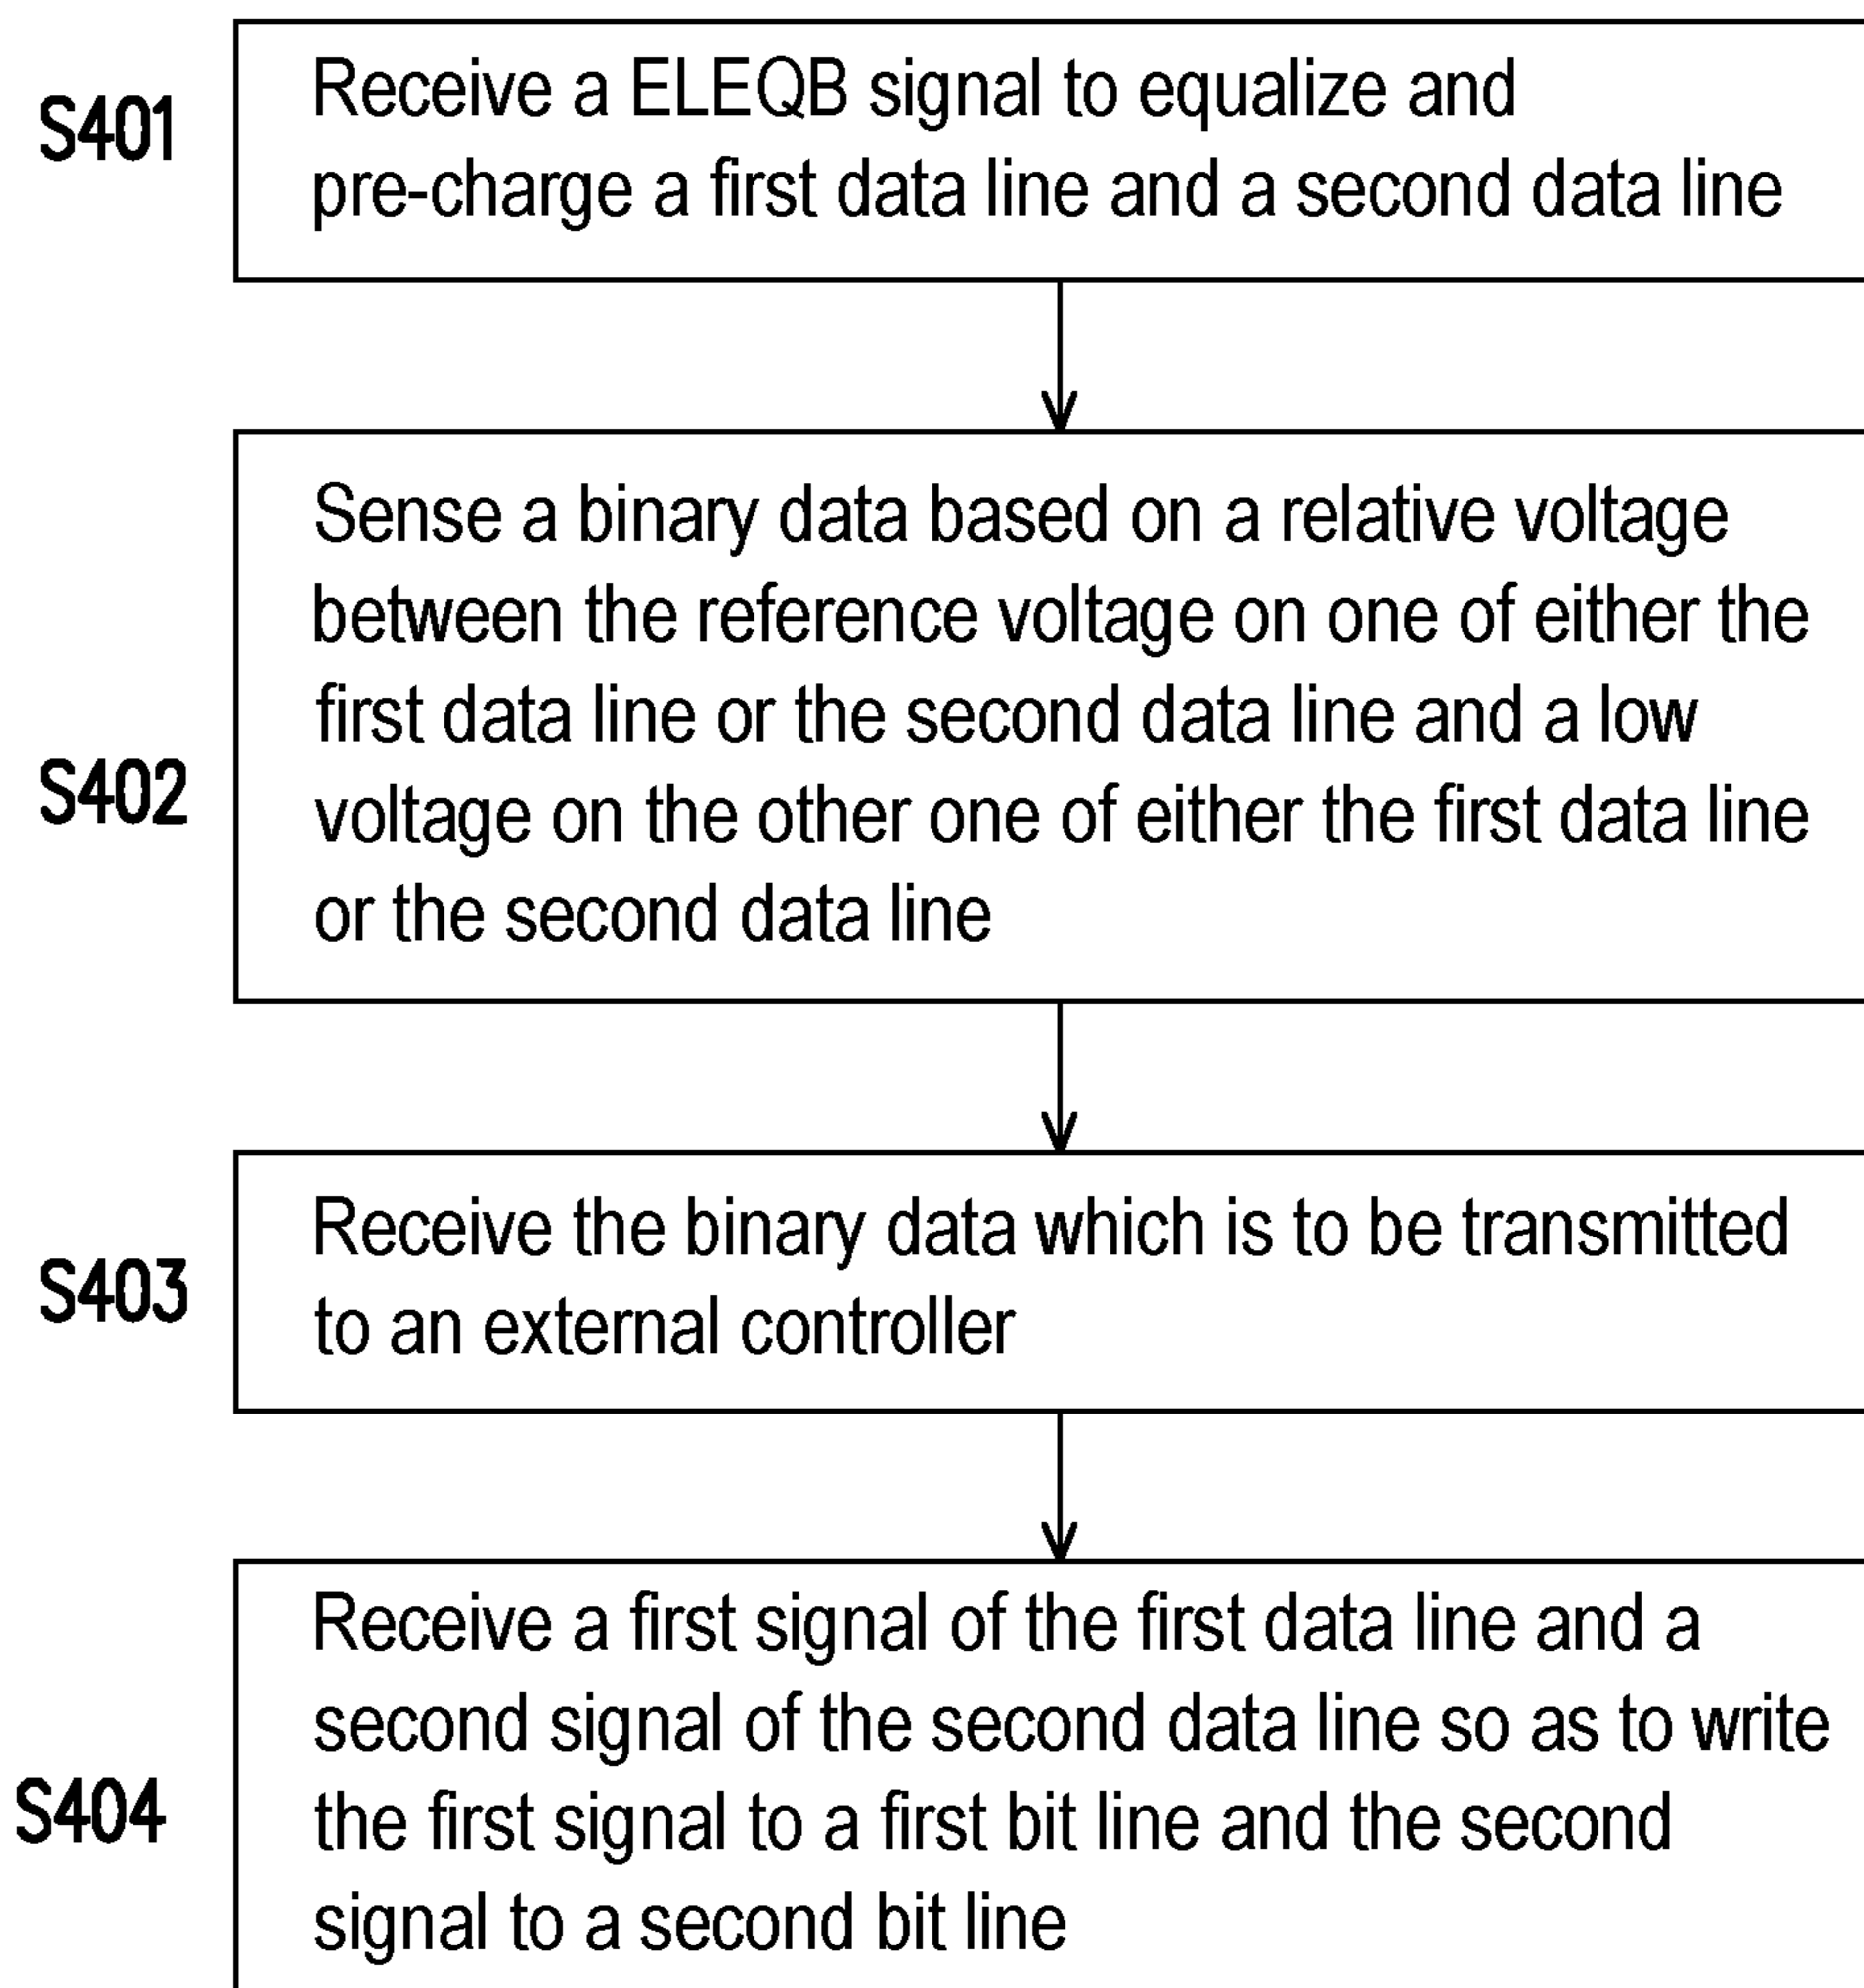 S401
Receive a ELEQB signal to equalize and
pre-charge a first data line and a second data line
S402
Sense a binary data based on a relative voltage
between the reference voltage on one of either the
first data line or the second data line and a low
voltage on the other one of either the first data line
or the second data line
S403
Receive the binary data which is to be transmitted
to an external controller
S404
Receive a first signal of the first data line and a
second signal of the second data line so as to write
the first signal to a first bit line and the second
signal to a second bit line